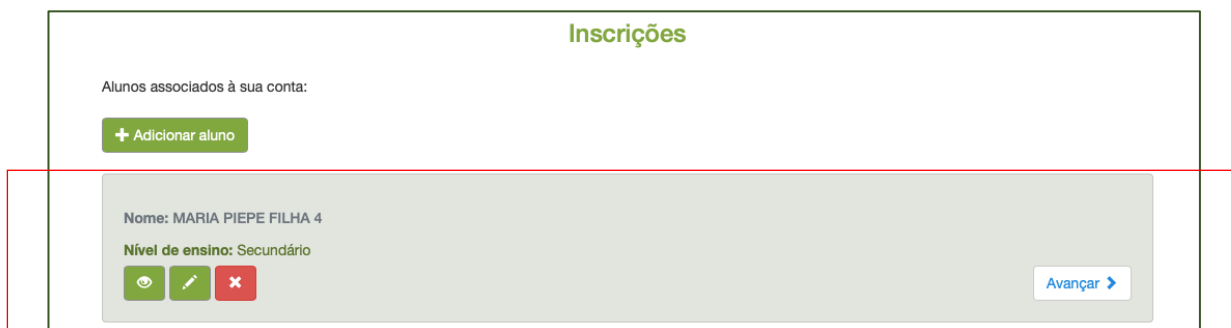 Inscrições
Alunos associados à sua conta:
Adicionar aluno
Nome: MARIA PIEPE FILHA 4
Nível de ensino: Secundário
Avançar